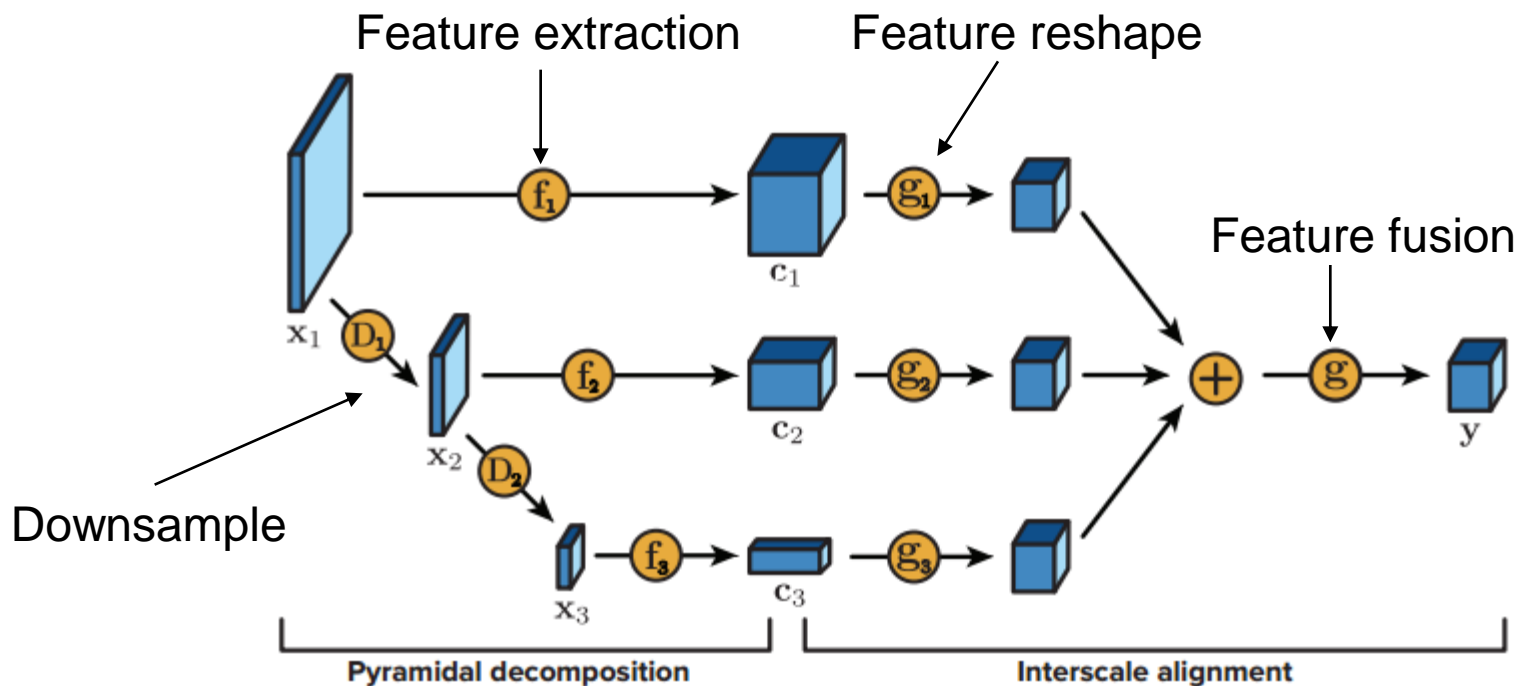 Feature extraction
Feature reshape
f₁
g₁
c₁
Feature fusion
x₁
D₁
f₂
g₂
+
g
c₂
y
x₂
D₂
Downsample
f₃
g₃
c₃
x₃
Pyramidal decomposition
Interscale alignment